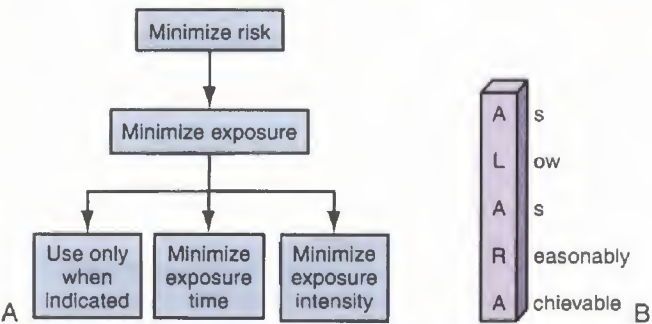 Minimize risk
Minimize exposure
Use only
when
indicated
Minimize
exposure
time
Minimize
exposure
intensity
A
A s
L ow
A s
R easonably
A chievable
B